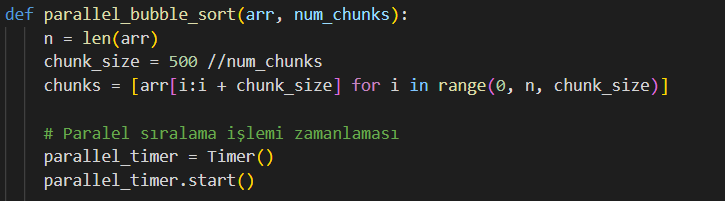 def parallel_bubble_sort(arr, num_chunks):
n = len(arr)
chunk_size = 500 //num_chunks
chunks = [arr[i:i + chunk_size] for i in range(0, n, chunk_size)]
# Paralel sıralama işlemi zamanlaması
parallel_timer = Timer()
parallel_timer.start()